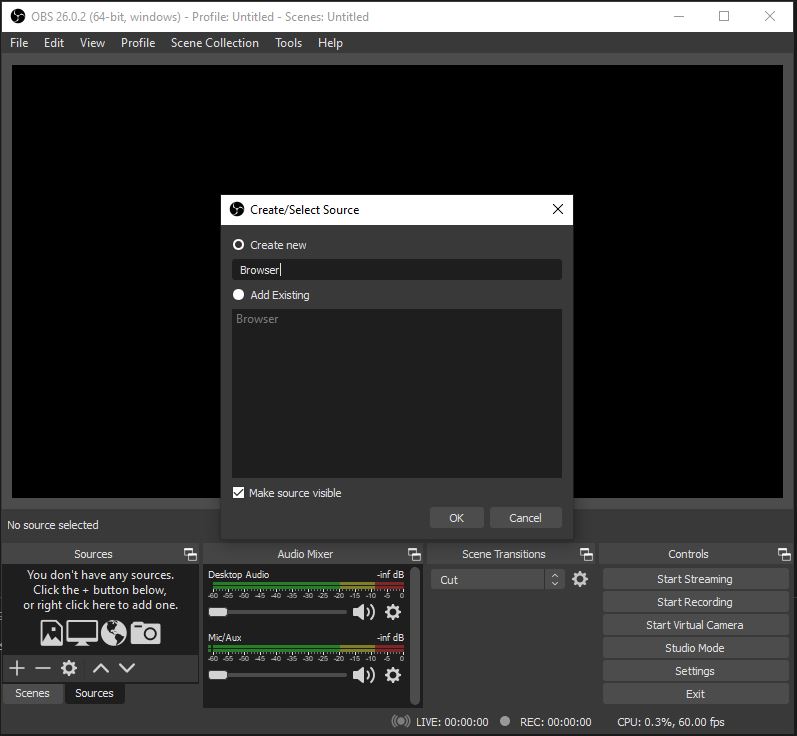 OBS 26.0.2 (64-bit, windows) - Profile: Untitled - Scenes: Untitled
File Edit View Profile Scene Collection Tools Help
Create/Select Source
Create new
Browser
Add Existing
Browser
Make source visible
OK Cancel
No source selected
Sources
You don't have any sources.
Click the + button below,
or right click here to add one.
Scenes Sources
Audio Mixer
Desktop Audio -inf dB
-60 -55 -50 -45 -40 -35 -30 -25 -20 -15 -10 -5 0
Mic/Aux -inf dB
-60 -55 -50 -45 -40 -35 -30 -25 -20 -15 -10 -5 0
Scene Transitions
Cut
Controls
Start Streaming
Start Recording
Start Virtual Camera
Studio Mode
Settings
Exit
LIVE: 00:00:00 REC: 00:00:00 CPU: 0.3%, 60.00 fps